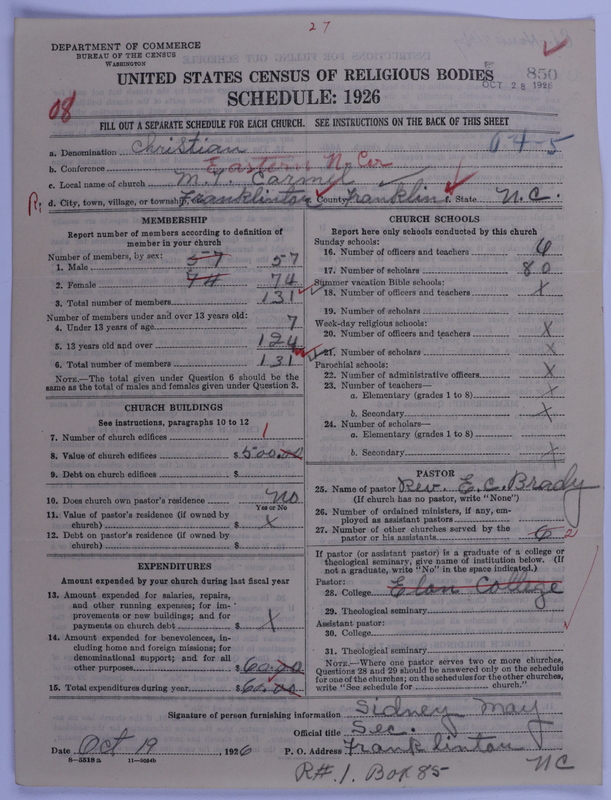 27
DEPARTMENT OF COMMERCE
BUREAU OF THE CENSUS
WASHINGTON
UNITED STATES CENSUS OF RELIGIOUS BODIES
SCHEDULE: 1926
850
OCT 28 1926
08
FILL OUT A SEPARATE SCHEDULE FOR EACH CHURCH. SEE INSTRUCTIONS ON THE BACK OF THIS SHEET
a. Denomination Christian
04-5
b. Conference Eastern N. Car
c. Local name of church M.T. Carmel
d. City, town, village, or township Franklinton e. County Franklin f. State N.C.
MEMBERSHIP
Report number of members according to definition of member in your church
Number of members, by sex:
1. Male 57 57
2. Female 74 74
3. Total number of members 131
Number of members under and over 13 years old:
4. Under 13 years of age 7
5. 13 years old and over 124
6. Total number of members 131
NOTE.—The total given under Question 6 should be the same as the total of males and females given under Question 3.
CHURCH BUILDINGS
See instructions, paragraphs 10 to 12
7. Number of church edifices 1
8. Value of church edifices $500.00
9. Debt on church edifices $
10. Does church own pastor's residence No
Yes or No
11. Value of pastor's residence (if owned by church) $ X
12. Debt on pastor's residence (if owned by church) $
EXPENDITURES
Amount expended by your church during last fiscal year
13. Amount expended for salaries, repairs, and other running expenses; for improvements or new buildings; and for payments on church debt $ X
14. Amount expended for benevolences, including home and foreign missions; for denominational support; and for all other purposes $60.00
15. Total expenditures during year $60.00
CHURCH SCHOOLS
Report here only schools conducted by this church
Sunday schools:
16. Number of officers and teachers 6
17. Number of scholars 80
Summer vacation Bible schools:
18. Number of officers and teachers X
19. Number of scholars
Week-day religious schools:
20. Number of officers and teachers X
21. Number of scholars X
Parochial schools:
22. Number of administrative officers X
23. Number of teachers—
a. Elementary (grades 1 to 8) X
b. Secondary X
24. Number of scholars—
a. Elementary (grades 1 to 8)
b. Secondary X
PASTOR
25. Name of pastor Rev. E.C. Brady
(If church has no pastor, write "None")
26. Number of ordained ministers, if any, employed as assistant pastors
27. Number of other churches served by the pastor or his assistants 6 2
If pastor (or assistant pastor) is a graduate of a college or theological seminary, give name of institution below. (If not a graduate, write "No" in the space indicated.)
Pastor:
28. College Elon College
29. Theological seminary
Assistant pastor:
30. College
31. Theological seminary
NOTE.—Where one pastor serves two or more churches, Questions 28 and 29 should be answered only on the schedule for one of the churches; on the schedules for the other churches, write "See schedule for church."
Signature of person furnishing information Sidney May
Official title Sec.
Date Oct 19, 1926 P. O. Address Franklinton
NC
R#.1. Box 85
8-5518a 11-9084b